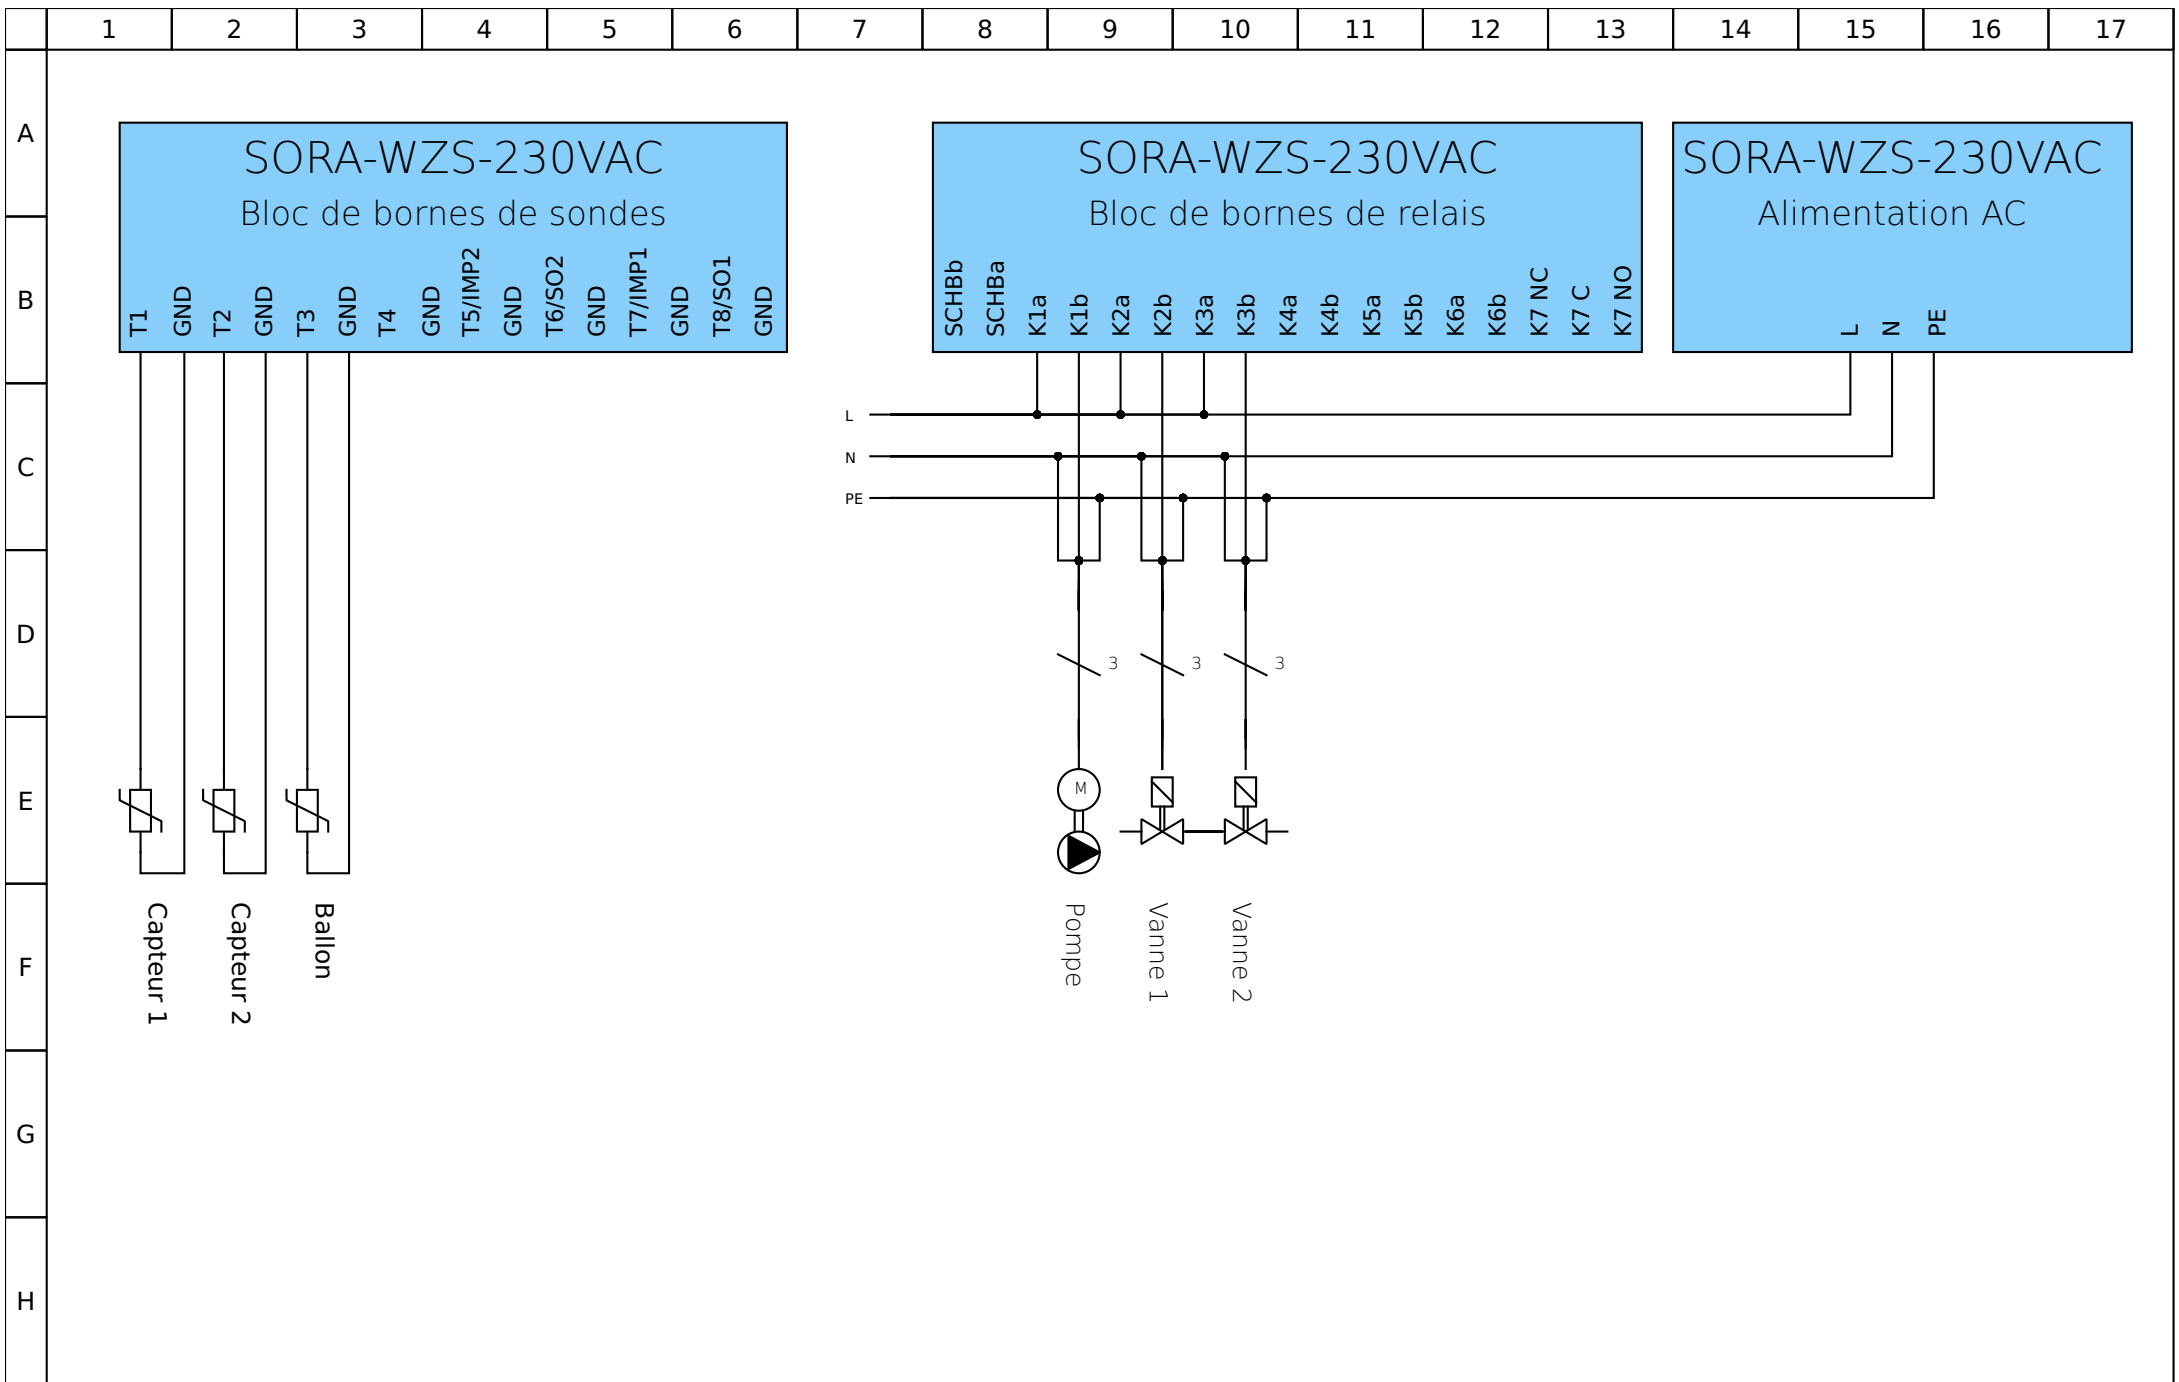 1 2 3 4 5 6 7 8 9 10 11 12 13 14 15 16 17
A
SORA-WZS-230VAC
Bloc de bornes de sondes
SORA-WZS-230VAC
Bloc de bornes de relais
SORA-WZS-230VAC
Alimentation AC
B
T1
GND
T2
GND
T3
GND
T4
GND
T5/IMP2
GND
T6/SO2
GND
T7/IMP1
GND
T8/SO1
GND
SCHBb
SCHBa
K1a
K1b
K2a
K2b
K3a
K3b
K4a
K4b
K5a
K5b
K6a
K6b
K7 NC
K7 C
K7 NO
L
N
PE
L
C
N
PE
D
3
3
3
E
M
F
Capteur 1
Capteur 2
Ballon
Pompe
Vanne 1
Vanne 2
G
H